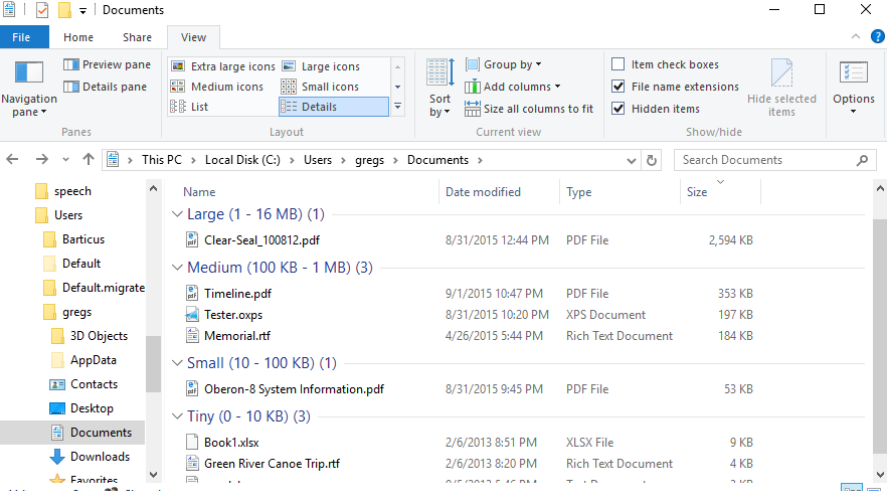 Documents
File Home Share View
Preview pane
Details pane
Navigation pane
Panes
Extra large icons Large icons
Medium icons Small icons
List Details
Layout
Sort by
Group by
Add columns
Size all columns to fit
Current view
Item check boxes
File name extensions
Hidden items
Hide selected items
Show/hide
Options
This PC > Local Disk (C:) > Users > gregs > Documents >
Search Documents
speech
Users
Barticus
Default
Default.migrate
gregs
3D Objects
AppData
Contacts
Desktop
Documents
Downloads
Favorites
Name Date modified Type Size
Large (1 - 16 MB) (1)
Clear-Seal_100812.pdf 8/31/2015 12:44 PM PDF File 2,594 KB
Medium (100 KB - 1 MB) (3)
Timeline.pdf 9/1/2015 10:47 PM PDF File 353 KB
Tester.oxps 8/31/2015 10:20 PM XPS Document 197 KB
Memorial.rtf 4/26/2015 5:44 PM Rich Text Document 184 KB
Small (10 - 100 KB) (1)
Oberon-8 System Information.pdf 8/31/2015 9:45 PM PDF File 53 KB
Tiny (0 - 10 KB) (3)
Book1.xlsx 2/6/2013 8:51 PM XLSX File 9 KB
Green River Canoe Trip.rtf 2/6/2013 8:20 PM Rich Text Document 4 KB